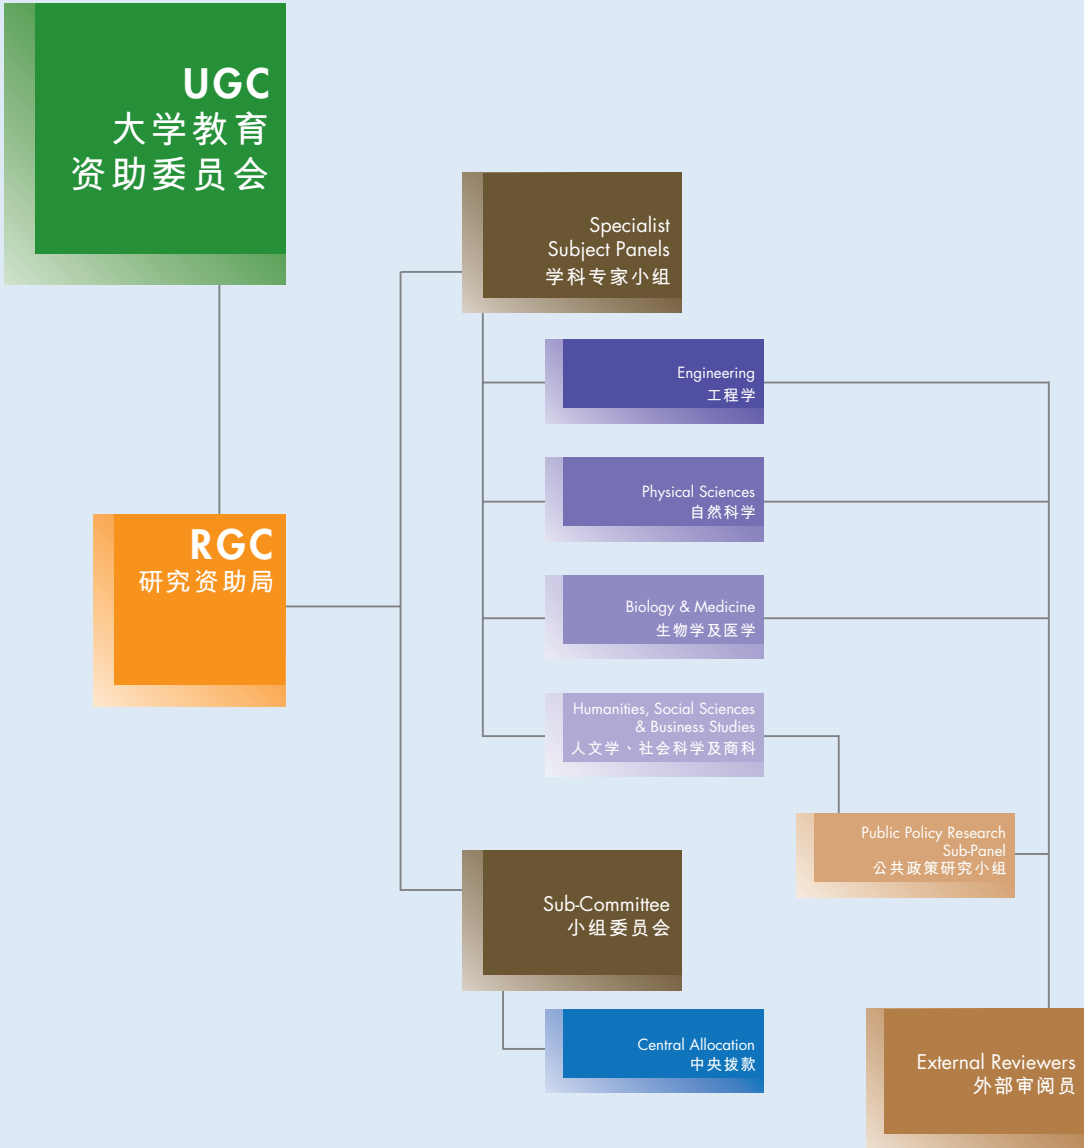 UGC
大学教育
资助委员会
Specialist
Subject Panels
学科专家小组
Engineering
工程学
Physical Sciences
自然科学
RGC
研究资助局
Biology & Medicine
生物学及医学
Humanities, Social Sciences
& Business Studies
人文学、社会科学及商科
Public Policy Research
Sub-Panel
公共政策研究小组
Sub-Committee
小组委员会
Central Allocation
中央拨款
External Reviewers
外部审阅员